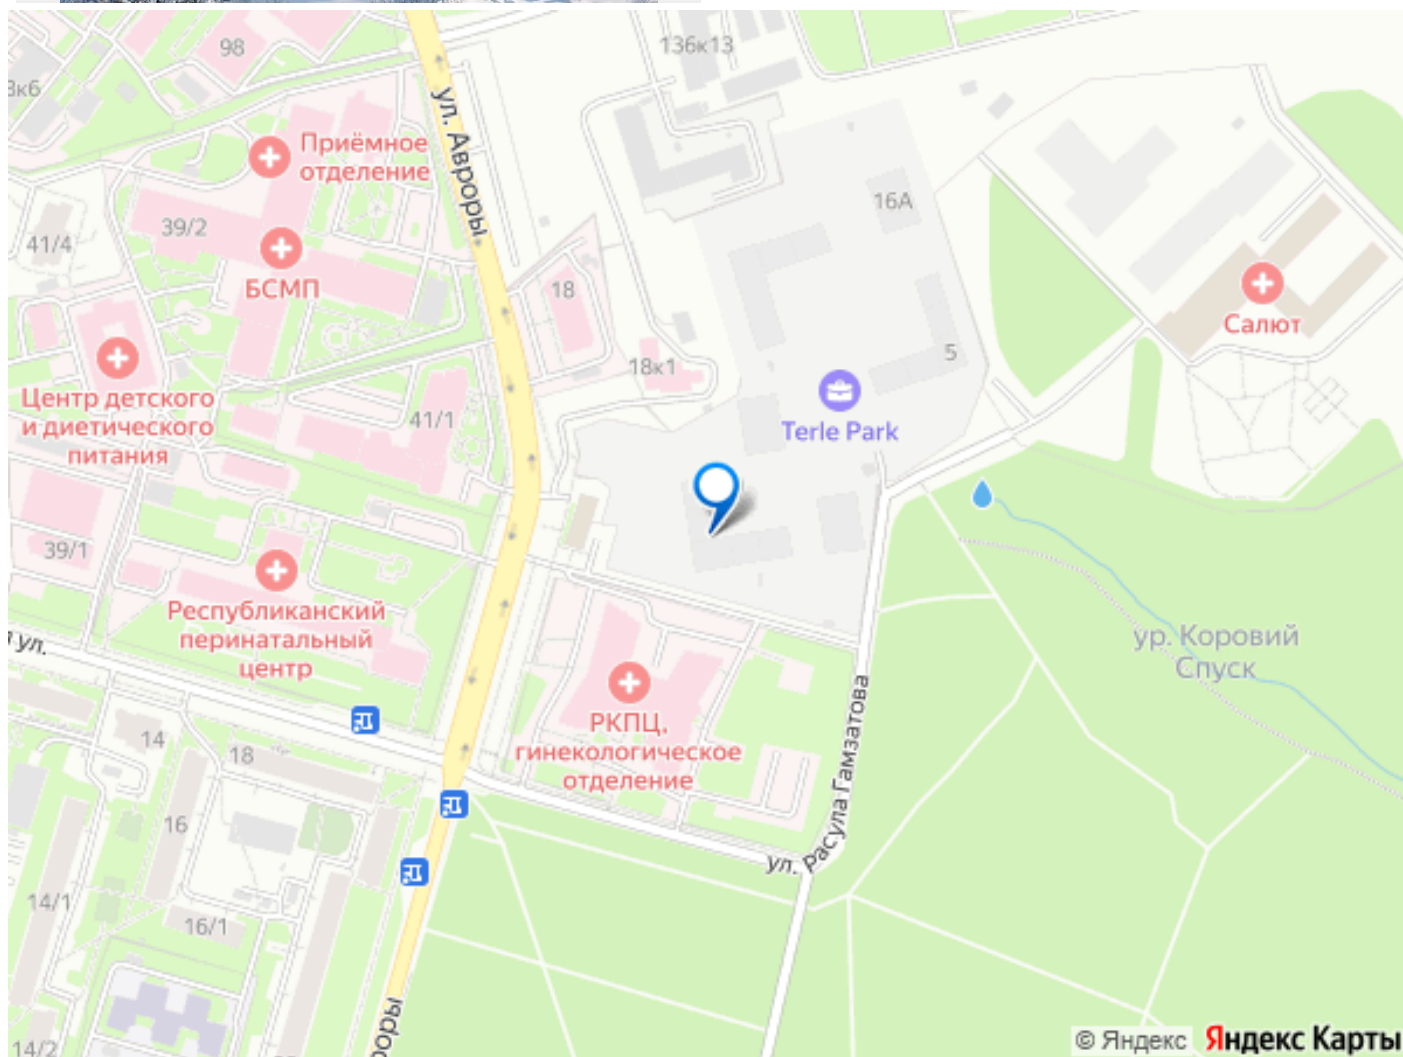 98
136к13
3к6
ул. Авроры
Приёмное
отделение
16А
39/2
41/4
БСМП
18
Салют
18к1
5
Центр детского
и диетического
питания
41/1
Terle Park
39/1
Республиканский
перинатальный
центр
ул.
ур. Коровий
Спуск
РКПЦ,
гинекологическое
отделение
14
18
16
ул. Расула Гамзатова
14/1
16/1
14/2
© Яндекс
Яндекс Карты